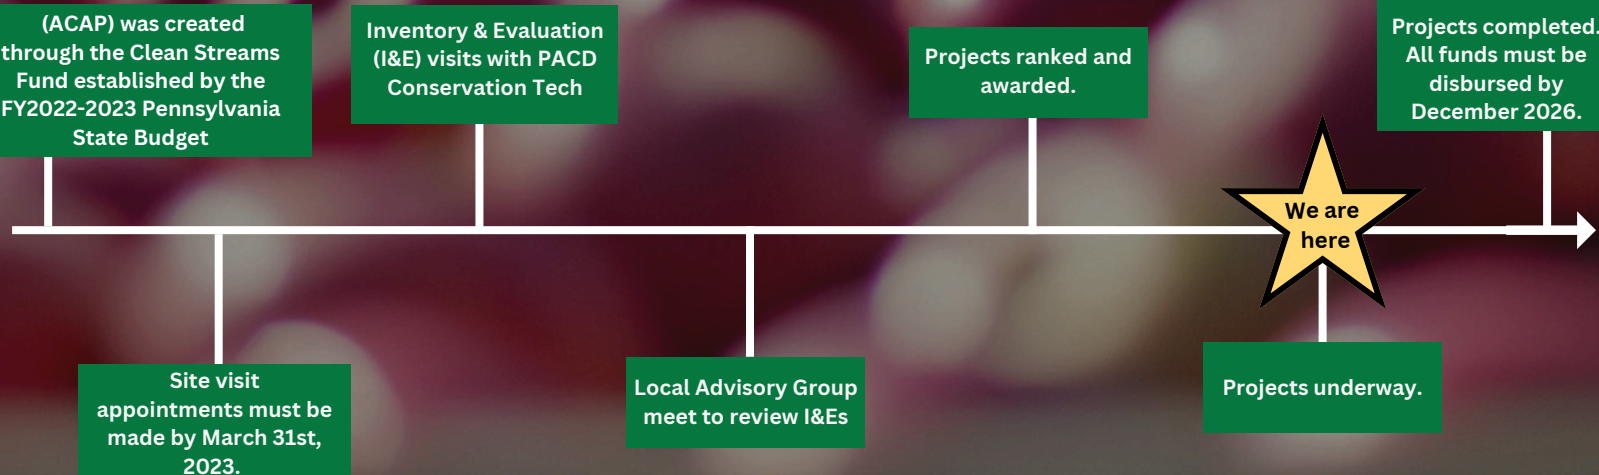 (ACAP) was created
through the Clean Streams
Fund established by the
FY2022-2023 Pennsylvania
State Budget
Site visit
appointments must be
made by March 31st,
2023.
Inventory & Evaluation
(I&E) visits with PACD
Conservation Tech
Local Advisory Group
meet to review I&Es
Projects ranked and
awarded.
We are
here
Projects underway.
Projects completed.
All funds must be
disbursed by
December 2026.